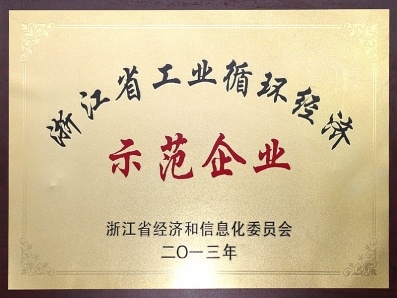 浙江省工业循环经济
示范企业
浙江省经济和信息化委员会
二〇一三年